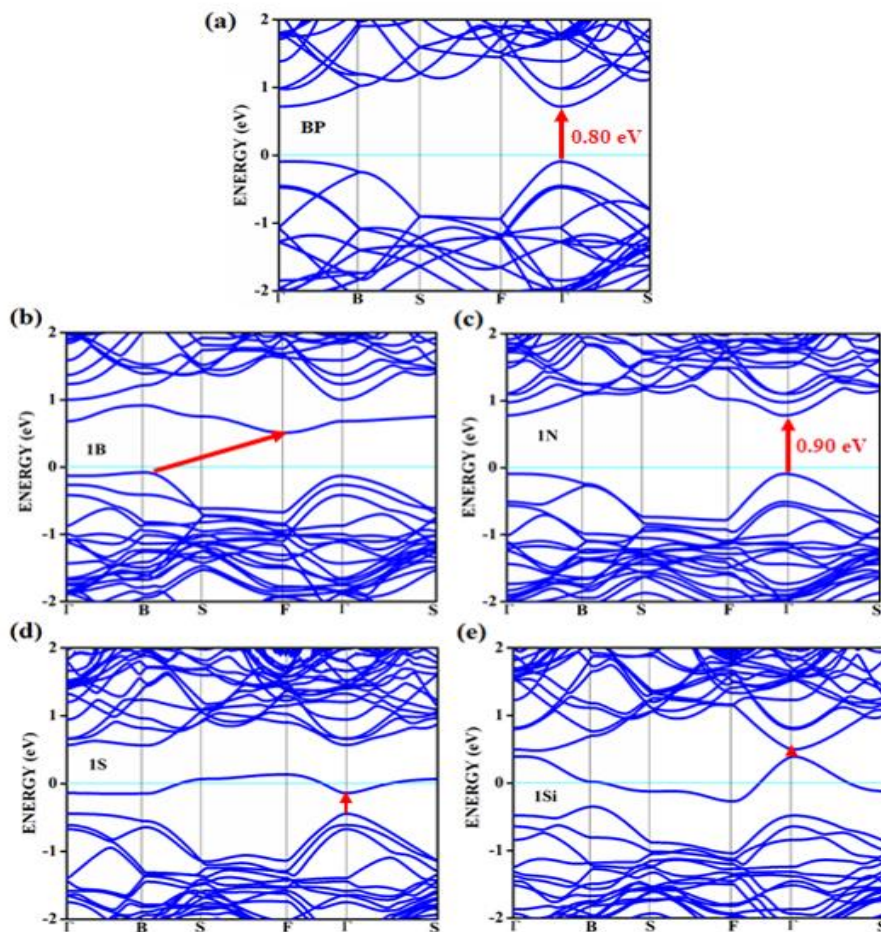 (a)
ENERGY (eV)
2
1
0
-1
-2
BP
0.80 eV
Γ B S F Γ S
(b)
ENERGY (eV)
2
1
0
-1
-2
1B
Γ B S F Γ S
(c)
ENERGY (eV)
2
1
0
-1
-2
1N
0.90 eV
Γ B S F Γ S
(d)
ENERGY (eV)
2
1
0
-1
-2
1S
Γ B S F Γ S
(e)
ENERGY (eV)
2
1
0
-1
-2
1Si
Γ B S F Γ S